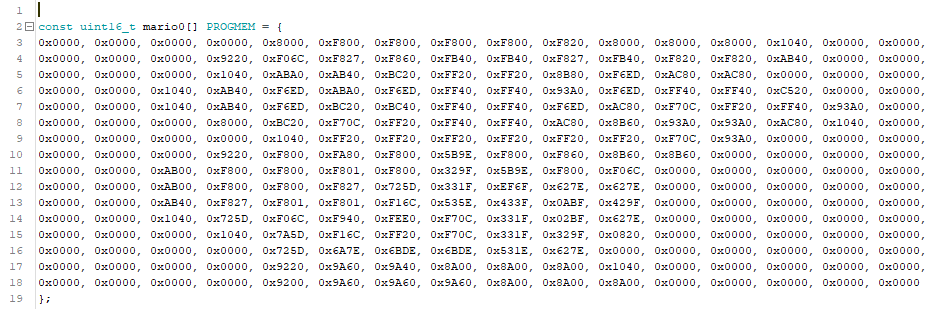 1
2 const uint16_t mario0[] PROGMEM = {
3 0x0000, 0x0000, 0x0000, 0x0000, 0x8000, 0xF800, 0xF800, 0xF800, 0xF800, 0xF820, 0x8000, 0x8000, 0x8000, 0x1040, 0x0000, 0x0000,
4 0x0000, 0x0000, 0x0000, 0x9220, 0xF06C, 0xF827, 0xF860, 0xFB40, 0xFB40, 0xF827, 0xFB40, 0xF820, 0xF820, 0xAB40, 0x0000, 0x0000,
5 0x0000, 0x0000, 0x0000, 0x1040, 0xABA0, 0xAB40, 0xBC20, 0xFF20, 0xFF20, 0x8B80, 0xF6ED, 0xAC80, 0xAC80, 0x0000, 0x0000, 0x0000,
6 0x0000, 0x0000, 0x1040, 0xAB40, 0xF6ED, 0xABA0, 0xF6ED, 0xFF40, 0xFF40, 0x93A0, 0xF6ED, 0xFF40, 0xFF40, 0xC520, 0x0000, 0x0000,
7 0x0000, 0x0000, 0x1040, 0xAB40, 0xF6ED, 0xBC20, 0xBC40, 0xFF40, 0xFF40, 0xF6ED, 0xAC80, 0xF70C, 0xFF20, 0xFF40, 0x93A0, 0x0000,
8 0x0000, 0x0000, 0x0000, 0x8000, 0xBC20, 0xF70C, 0xFF20, 0xFF40, 0xFF40, 0xAC80, 0x8B60, 0x93A0, 0x93A0, 0xAC80, 0x1040, 0x0000,
9 0x0000, 0x0000, 0x0000, 0x0000, 0x1040, 0xFF20, 0xFF20, 0xFF20, 0xFF20, 0xFF20, 0xFF20, 0xF70C, 0x93A0, 0x0000, 0x0000, 0x0000,
10 0x0000, 0x0000, 0x0000, 0x9220, 0xF800, 0xFA80, 0xF800, 0x5B9E, 0xF800, 0xF860, 0x8B60, 0x8B60, 0x0000, 0x0000, 0x0000, 0x0000,
11 0x0000, 0x0000, 0xAB00, 0xF800, 0xF800, 0xF801, 0xF800, 0x329F, 0x5B9E, 0xF800, 0xF06C, 0x0000, 0x0000, 0x0000, 0x0000, 0x0000,
12 0x0000, 0x0000, 0xAB00, 0xF800, 0xF800, 0xF827, 0x725D, 0x331F, 0xEF6F, 0x627E, 0x627E, 0x0000, 0x0000, 0x0000, 0x0000, 0x0000,
13 0x0000, 0x0000, 0xAB40, 0xF827, 0xF801, 0xF801, 0xF16C, 0x535E, 0x433F, 0x0ABF, 0x429F, 0x0000, 0x0000, 0x0000, 0x0000, 0x0000,
14 0x0000, 0x0000, 0x1040, 0x725D, 0xF06C, 0xF940, 0xFEE0, 0xF70C, 0x331F, 0x02BF, 0x627E, 0x0000, 0x0000, 0x0000, 0x0000, 0x0000,
15 0x0000, 0x0000, 0x0000, 0x1040, 0x7A5D, 0xF16C, 0xFF20, 0xF70C, 0x331F, 0x329F, 0x0820, 0x0000, 0x0000, 0x0000, 0x0000, 0x0000,
16 0x0000, 0x0000, 0x0000, 0x0000, 0x725D, 0x6A7E, 0x6BDE, 0x6BDE, 0x531E, 0x627E, 0x0000, 0x0000, 0x0000, 0x0000, 0x0000, 0x0000,
17 0x0000, 0x0000, 0x0000, 0x0000, 0x9220, 0x9A60, 0x9A40, 0x8A00, 0x8A00, 0x8A00, 0x1040, 0x0000, 0x0000, 0x0000, 0x0000, 0x0000,
18 0x0000, 0x0000, 0x0000, 0x0000, 0x9200, 0x9A60, 0x9A60, 0x9A60, 0x8A00, 0x8A00, 0x8A00, 0x0000, 0x0000, 0x0000, 0x0000, 0x0000
19 };